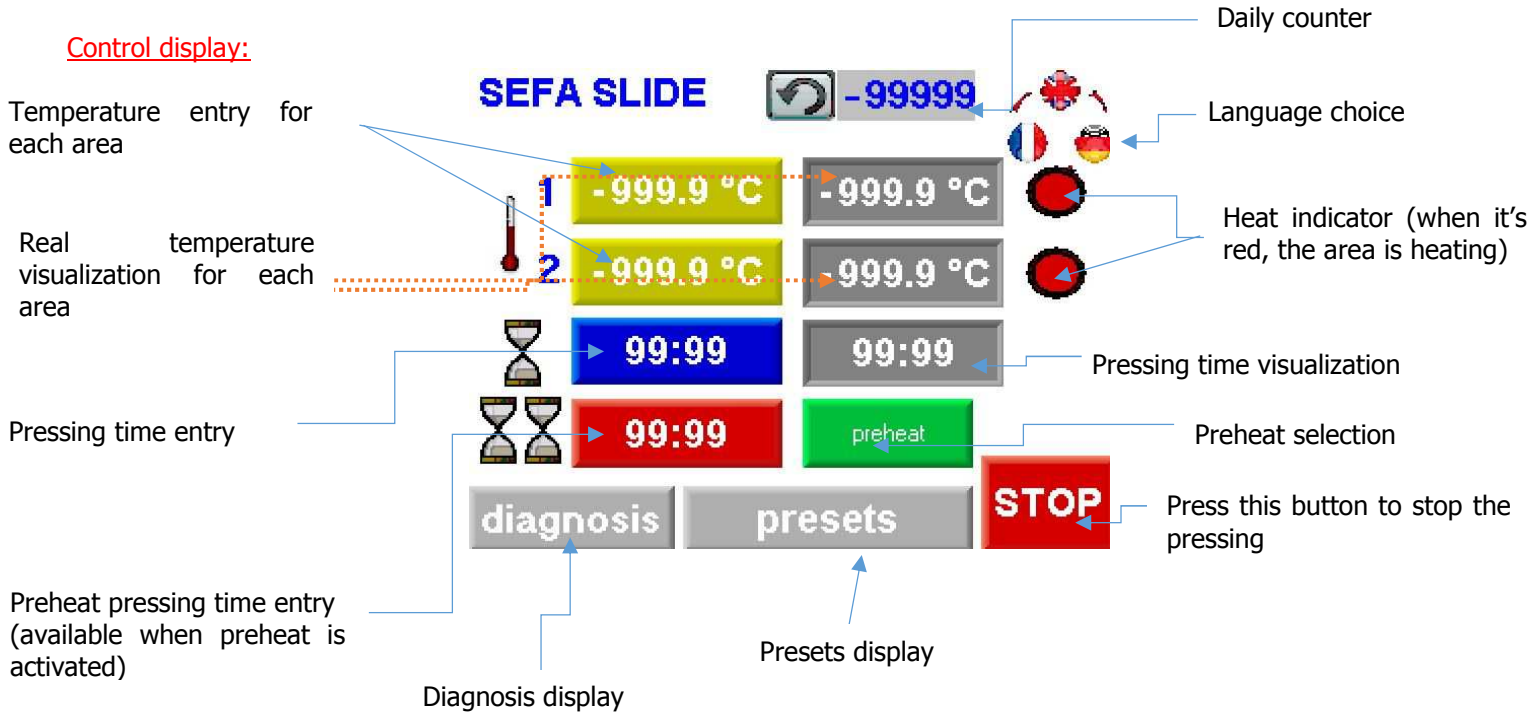 Daily counter
Control display:
SEFA SLIDE
-99999
Temperature entry for
each area
Language choice
1
-999.9 °C
-999.9 °C
Real temperature
visualization for each
area
Heat indicator (when it's
red, the area is heating)
2
-999.9 °C
-999.9 °C
99:99
99:99
Pressing time visualization
Pressing time entry
99:99
preheat
Preheat selection
diagnosis
presets
STOP
Press this button to stop the
pressing
Preheat pressing time entry
(available when preheat is
activated)
Presets display
Diagnosis display